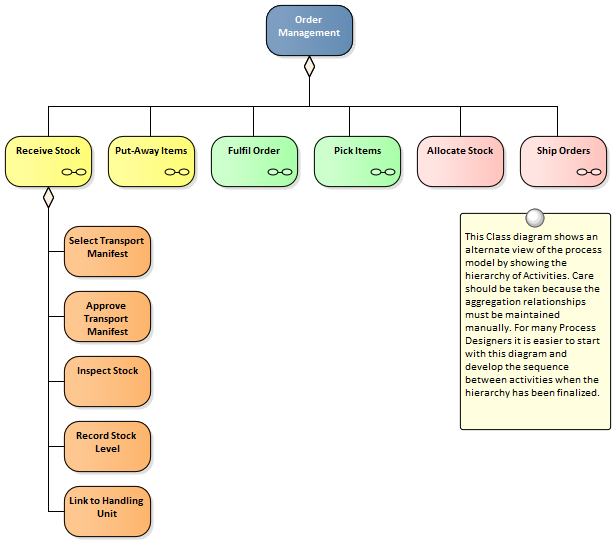 Order
Management
Receive Stock
Put-Away Items
Fulfil Order
Pick Items
Allocate Stock
Ship Orders
Select Transport
Manifest
Approve
Transport
Manifest
Inspect Stock
Record Stock
Level
Link to Handling
Unit
This Class diagram shows an
alternate view of the process
model by showing the
hierarchy of Activities. Care
should be taken because the
aggregation relationships
must be maintained
manually. For many Process
Designers it is easier to start
with this diagram and
develop the sequence
between activities when the
hierarchy has been finalized.